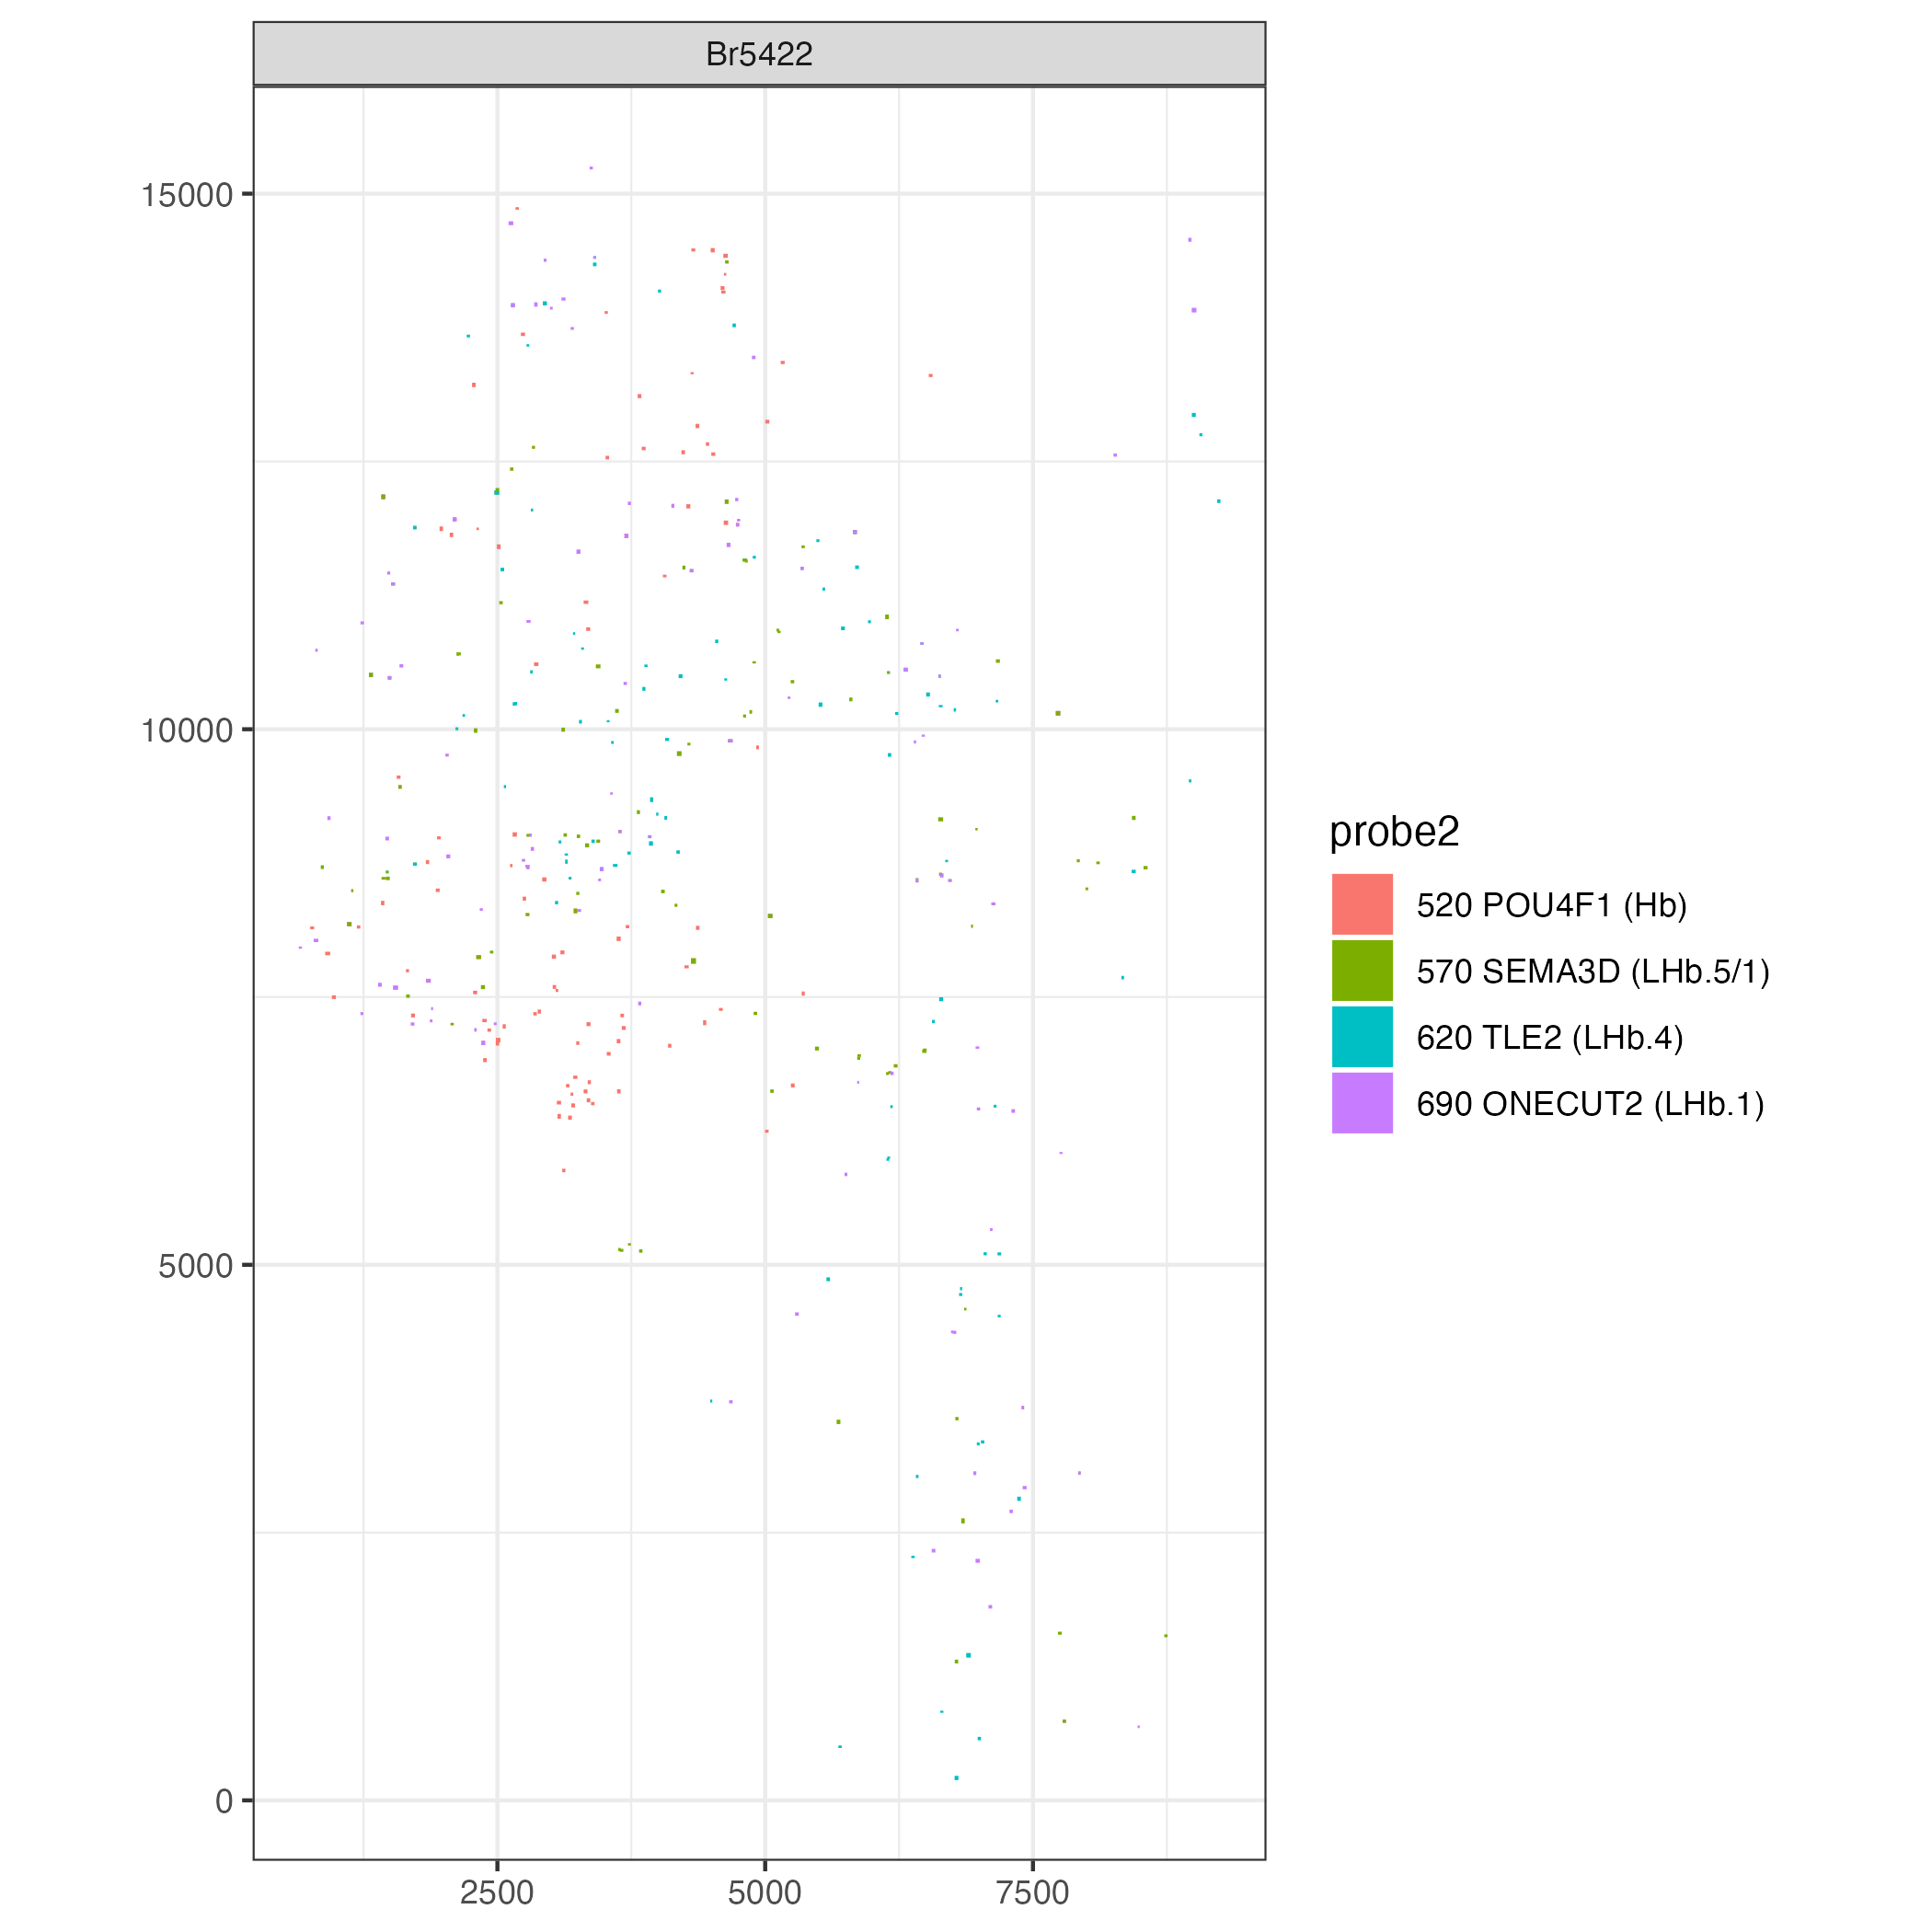 Br5422
15000
10000
5000
0
2500 5000 7500
probe2
520 POU4F1 (Hb)
570 SEMA3D (LHb.5/1)
620 TLE2 (LHb.4)
690 ONECUT2 (LHb.1)